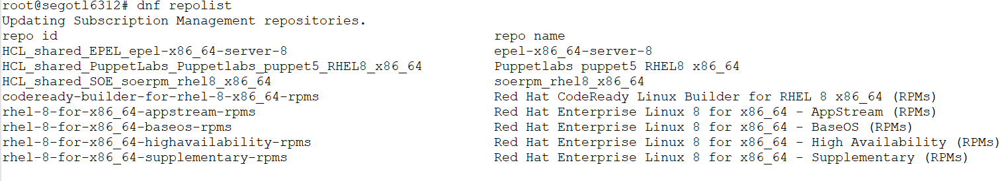 root@segotl6312# dnf repolist
Updating Subscription Management repositories.
repo id repo name
HCL_shared_EPEL_epel-x86_64-server-8 epel-x86_64-server-8
HCL_shared_PuppetLabs_Puppetlabs_puppet5_RHEL8_x86_64 Puppetlabs puppet5 RHEL8 x86_64
HCL_shared_SOE_soerpm_rhel8_x86_64 soerpm_rhel8_x86_64
codeready-builder-for-rhel-8-x86_64-rpms Red Hat CodeReady Linux Builder for RHEL 8 x86_64 (RPMs)
rhel-8-for-x86_64-appstream-rpms Red Hat Enterprise Linux 8 for x86_64 - AppStream (RPMs)
rhel-8-for-x86_64-baseos-rpms Red Hat Enterprise Linux 8 for x86_64 - BaseOS (RPMs)
rhel-8-for-x86_64-highavailability-rpms Red Hat Enterprise Linux 8 for x86_64 - High Availability (RPMs)
rhel-8-for-x86_64-supplementary-rpms Red Hat Enterprise Linux 8 for x86_64 - Supplementary (RPMs)